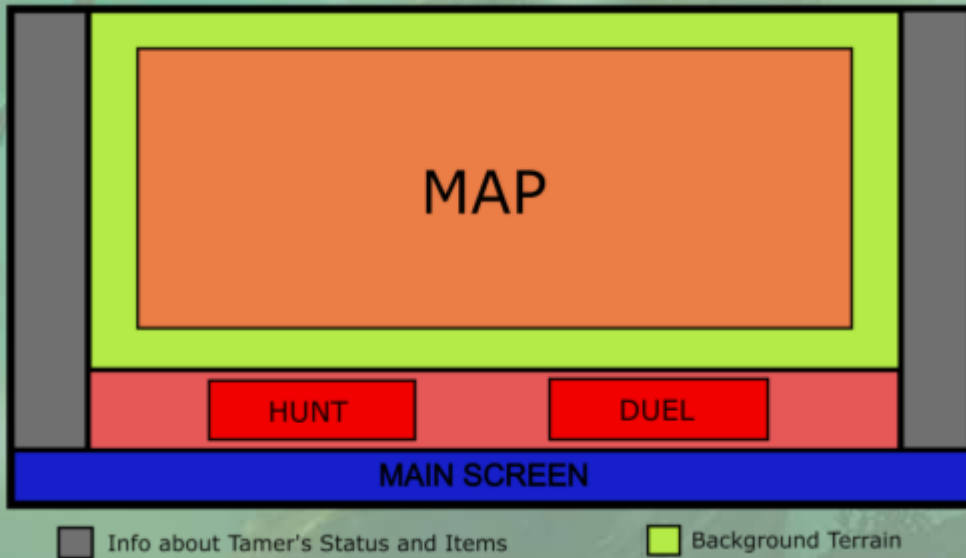 MAP
HUNT
DUEL
MAIN SCREEN
Info about Tamer's Status and Items
Background Terrain